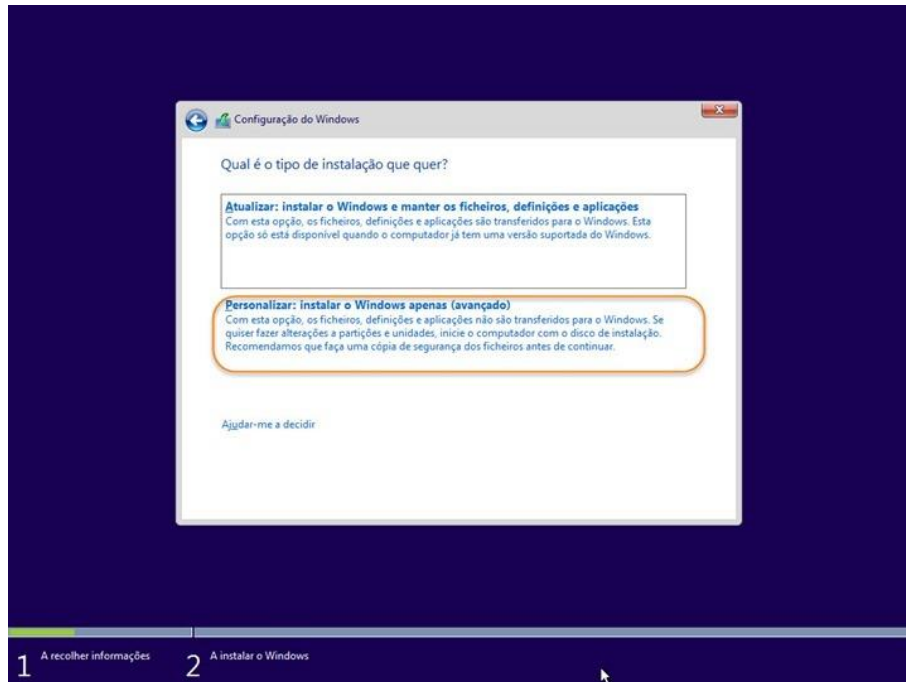 Configuração do Windows
Qual é o tipo de instalação que quer?
Atualizar: instalar o Windows e manter os ficheiros, definições e aplicações
Com esta opção, os ficheiros, definições e aplicações são transferidos para o Windows. Esta
opção só está disponível quando o computador já tem uma versão suportada do Windows.
Personalizar: instalar o Windows apenas (avançado)
Com esta opção, os ficheiros, definições e aplicações não são transferidos para o Windows. Se
quiser fazer alterações a partições e unidades, inicie o computador com o disco de instalação.
Recomendamos que faça uma cópia de segurança dos ficheiros antes de continuar.
Ajudar-me a decidir
1 A recolher informações 2 A instalar o Windows